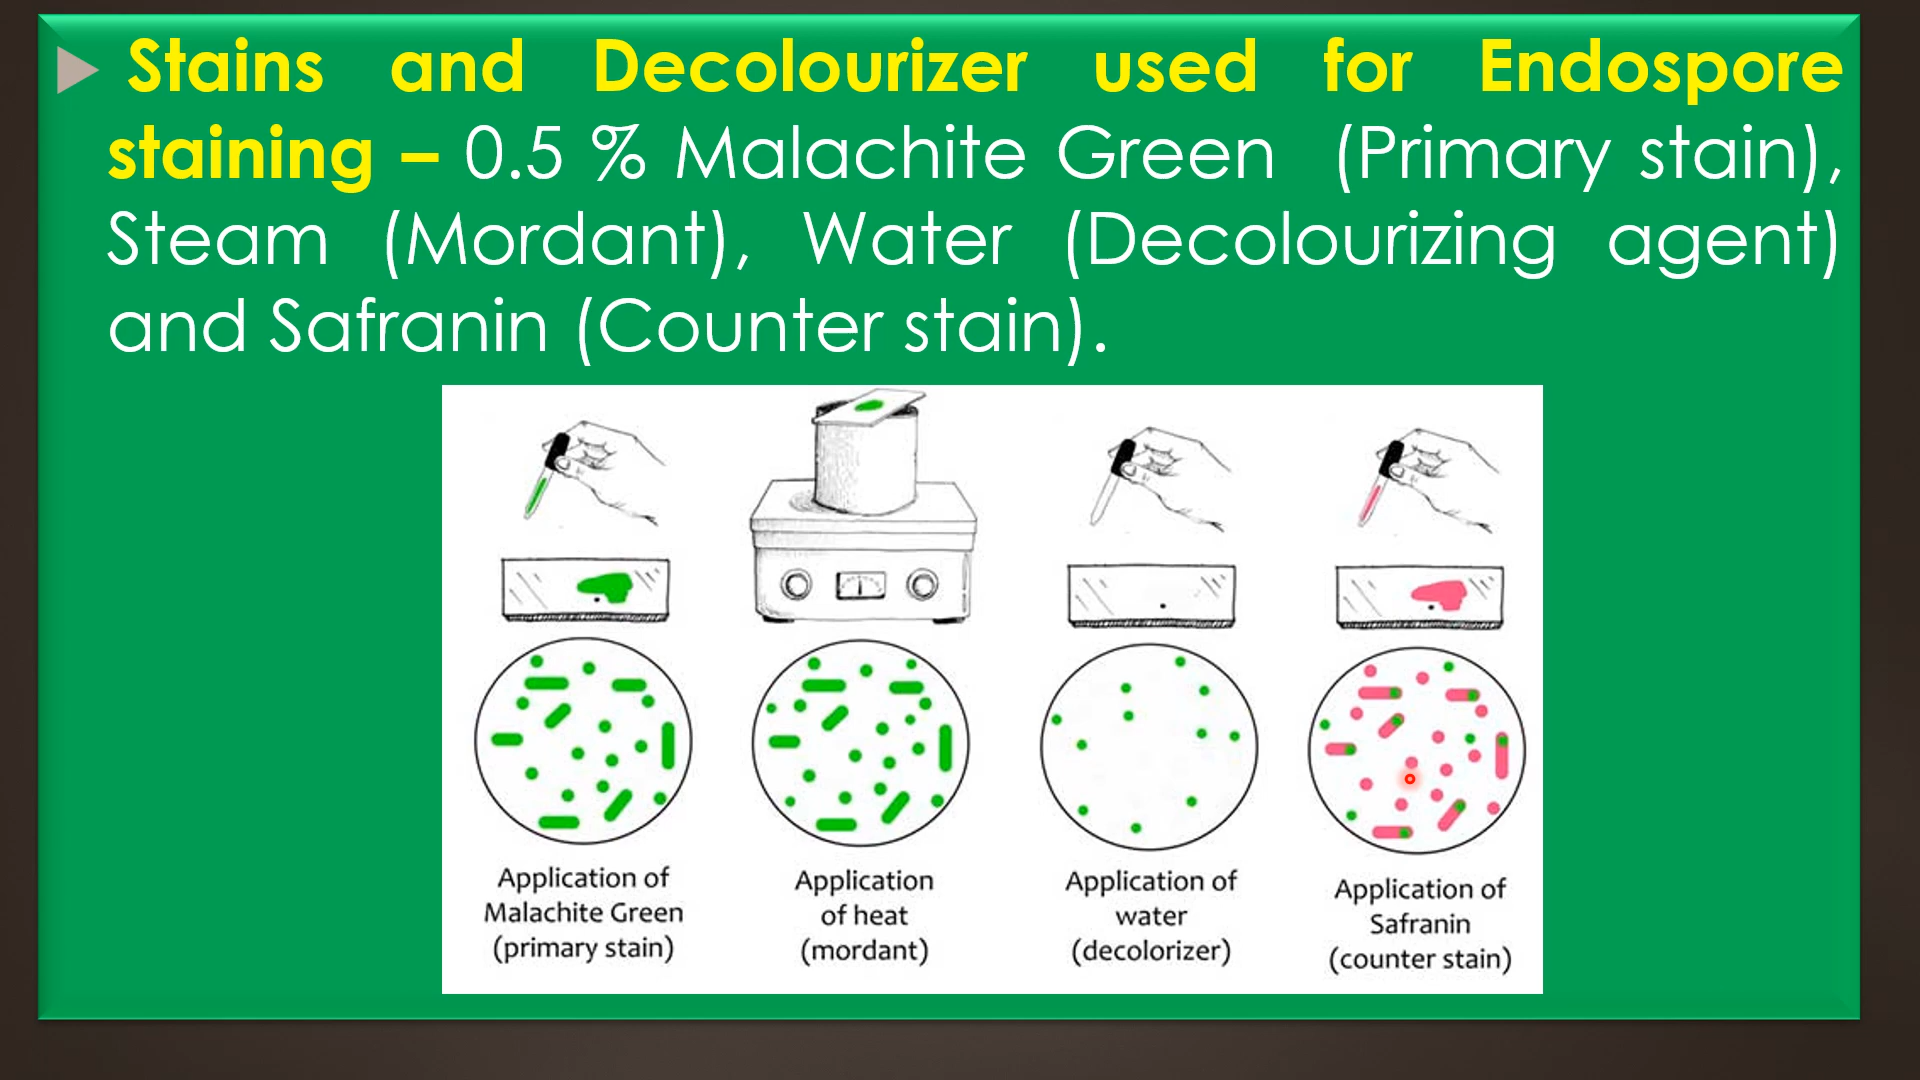 Stains and Decolourizer used for Endospore
staining – 0.5 % Malachite Green (Primary stain),
Steam (Mordant), Water (Decolourizing agent)
and Safranin (Counter stain).
Application of
Malachite Green
(primary stain)
Application
of heat
(mordant)
Application of
water
(decolorizer)
Application of
Safranin
(counter stain)